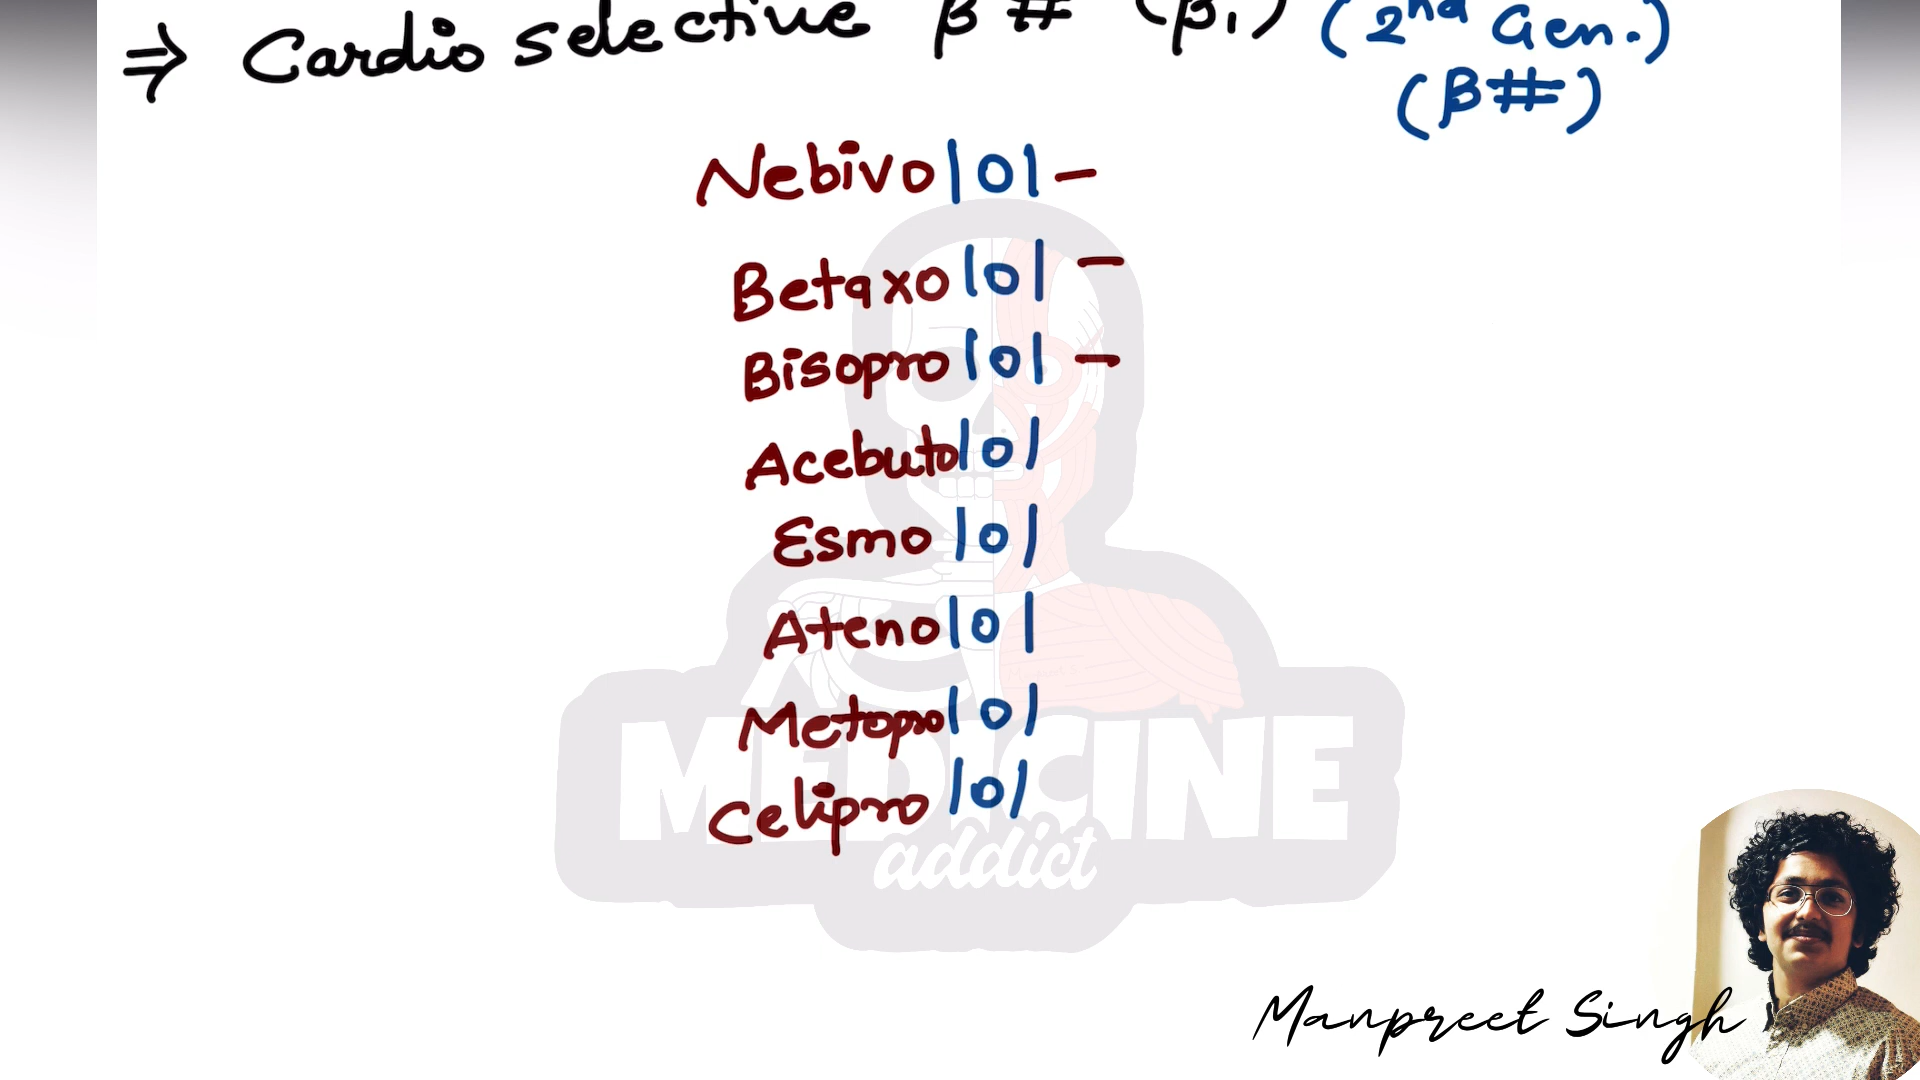 ⇒ Cardio selective β # (β₁) (2nd Gen.)
(β#)
Nebivolol –
Betaxolol –
Bisoprolol –
Acebutolol
Esmolol
Atenolol
Metoprolol
Celiprolol
MEDICINE
addict
Manpreet Singh